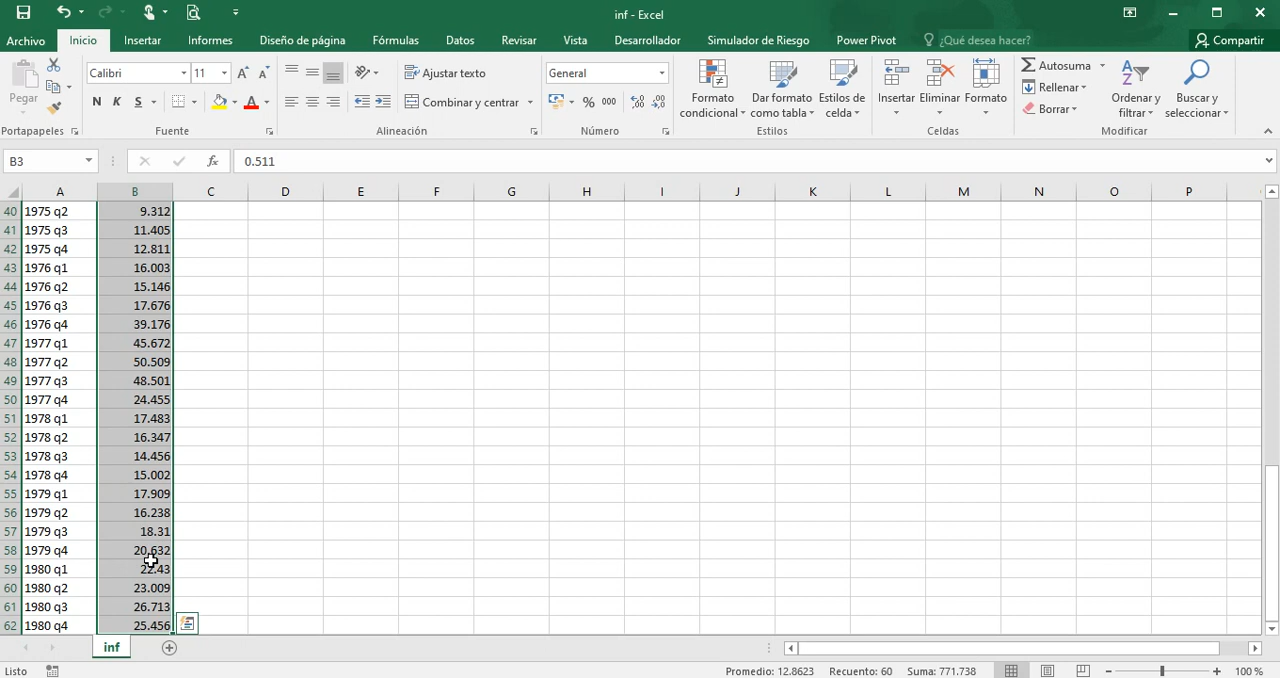 inf - Excel
Archivo Inicio Insertar Informes Diseño de página Fórmulas Datos Revisar Vista Desarrollador Simulador de Riesgo Power Pivot ¿Qué desea hacer? Compartir
Pegar
Calibri 11
N K S
Ajustar texto
Combinar y centrar
General
% 000
Formato condicional
Dar formato como tabla
Estilos de celda
Insertar
Eliminar
Formato
Autosuma
Rellenar
Borrar
Ordenar y filtrar
Buscar y seleccionar
Portapapeles Fuente Alineación Número Estilos Celdas Modificar
B3 fx 0.511
A B C D E F G H I J K L M N O P
40 1975 q2 9.312
41 1975 q3 11.405
42 1975 q4 12.811
43 1976 q1 16.003
44 1976 q2 15.146
45 1976 q3 17.676
46 1976 q4 39.176
47 1977 q1 45.672
48 1977 q2 50.509
49 1977 q3 48.501
50 1977 q4 24.455
51 1978 q1 17.483
52 1978 q2 16.347
53 1978 q3 14.456
54 1978 q4 15.002
55 1979 q1 17.909
56 1979 q2 16.238
57 1979 q3 18.31
58 1979 q4 20.632
59 1980 q1 22.43
60 1980 q2 23.009
61 1980 q3 26.713
62 1980 q4 25.456
inf
Listo Promedio: 12.8623 Recuento: 60 Suma: 771.738 100 %